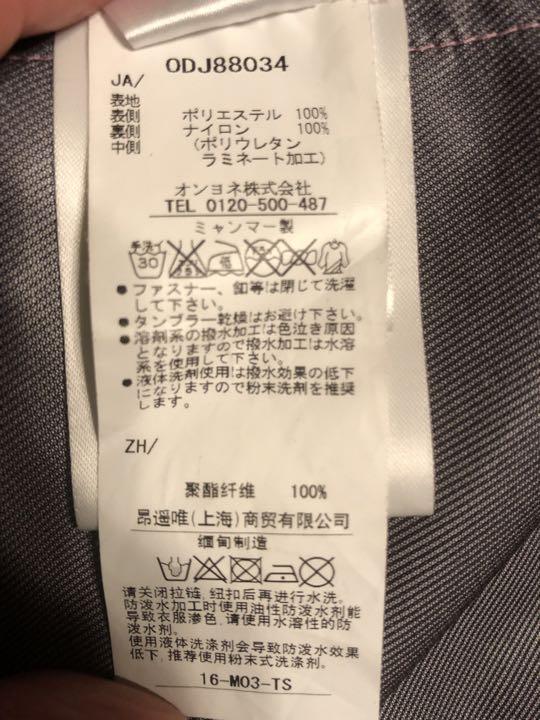 ODJ88034
JA/
表地
表側 ポリエステル 100%
裏側 ナイロン 100%
中側 (ポリウレタン
ラミネート加工)
オンヨネ株式会社
TEL 0120-500-487
ミャンマー製
手洗イ
30
●ファスナー、釦等は閉じて洗濯
して下さい。
●タンブラー乾燥はお避け下さい。
●溶剤系の撥水加工は色泣き原因
となりますので撥水加工は水溶
系を使用して下さい。
●液体洗剤使用は撥水効果の低下
になりますので粉末洗剤を推奨
します。
ZH/
聚酯纤维 100%
昂遥唯(上海)商贸有限公司
缅甸制造
请关闭拉链,纽扣后再进行水洗。
防泼水加工时使用油性防泼水剂能
导致衣服渗色,请使用水溶性的防
泼水剂。
使用液体洗涤剂会导致防泼水效果
低下,推荐使用粉末式洗涤剂。
16-M03-TS